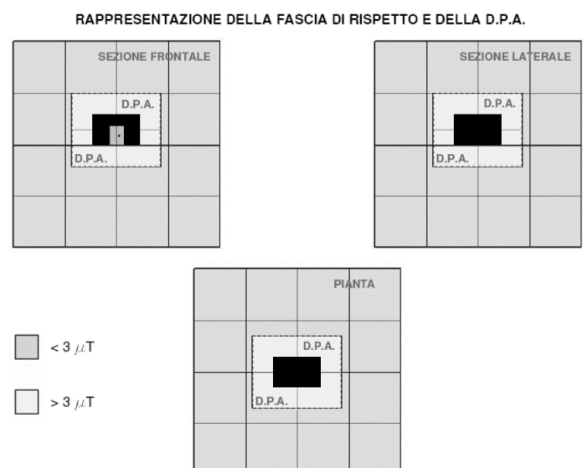 RAPPRESENTAZIONE DELLA FASCIA DI RISPETTO E DELLA D.P.A.
SEZIONE FRONTALE
D.P.A.
D.P.A.
SEZIONE LATERALE
D.P.A.
D.P.A.
PIANTA
D.P.A.
D.P.A.
< 3 μT
> 3 μT